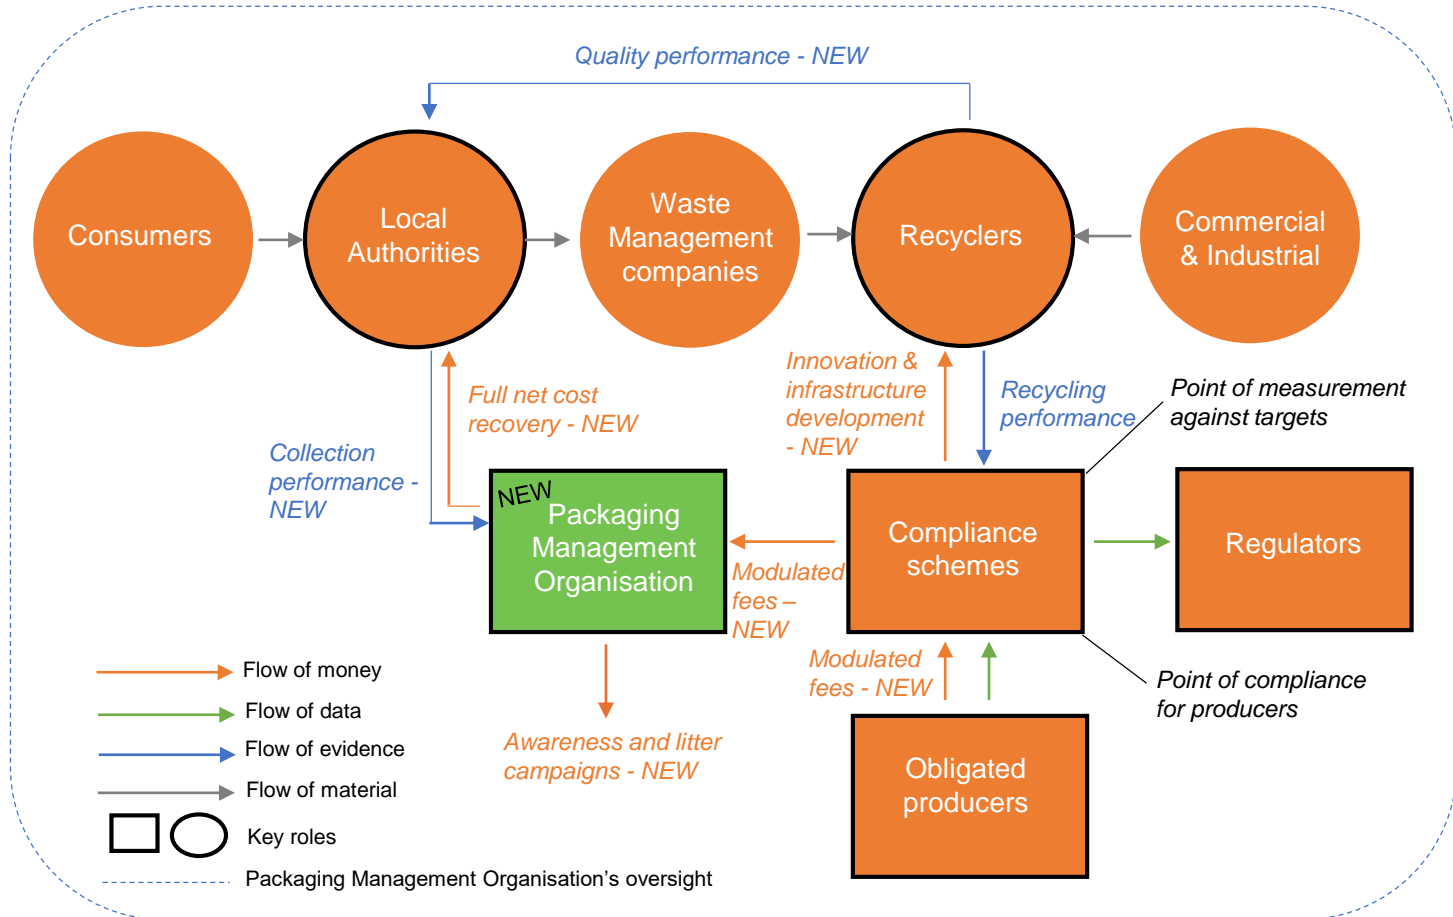 Quality performance - NEW
Consumers
Local
Authorities
Waste
Management
companies
Recyclers
Commercial
& Industrial
Full net cost
recovery - NEW
Collection
performance -
NEW
Innovation &
infrastructure
development
- NEW
Recycling
performance
Point of measurement
against targets
NEW
Packaging
Management
Organisation
Modulated
fees –
NEW
Compliance
schemes
Regulators
Modulated
fees - NEW
Point of compliance
for producers
Awareness and litter
campaigns - NEW
Obligated
producers
Flow of money
Flow of data
Flow of evidence
Flow of material
Key roles
Packaging Management Organisation’s oversight